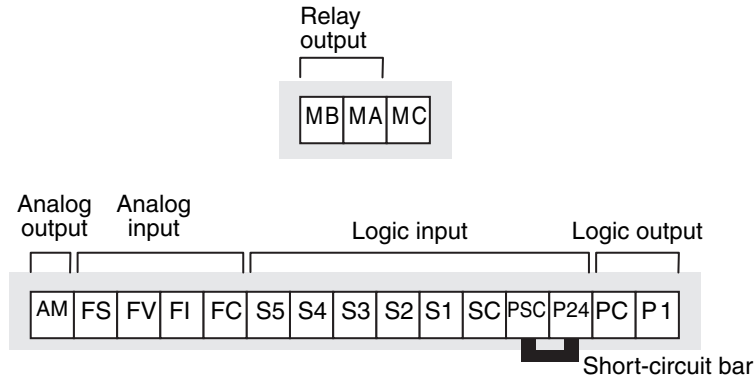 Relay
output
MB MA MC
Analog
output
Analog
input
Logic input
Logic output
AM FS FV FI FC S5 S4 S3 S2 S1 SC PSC P24 PC P1
Short-circuit bar